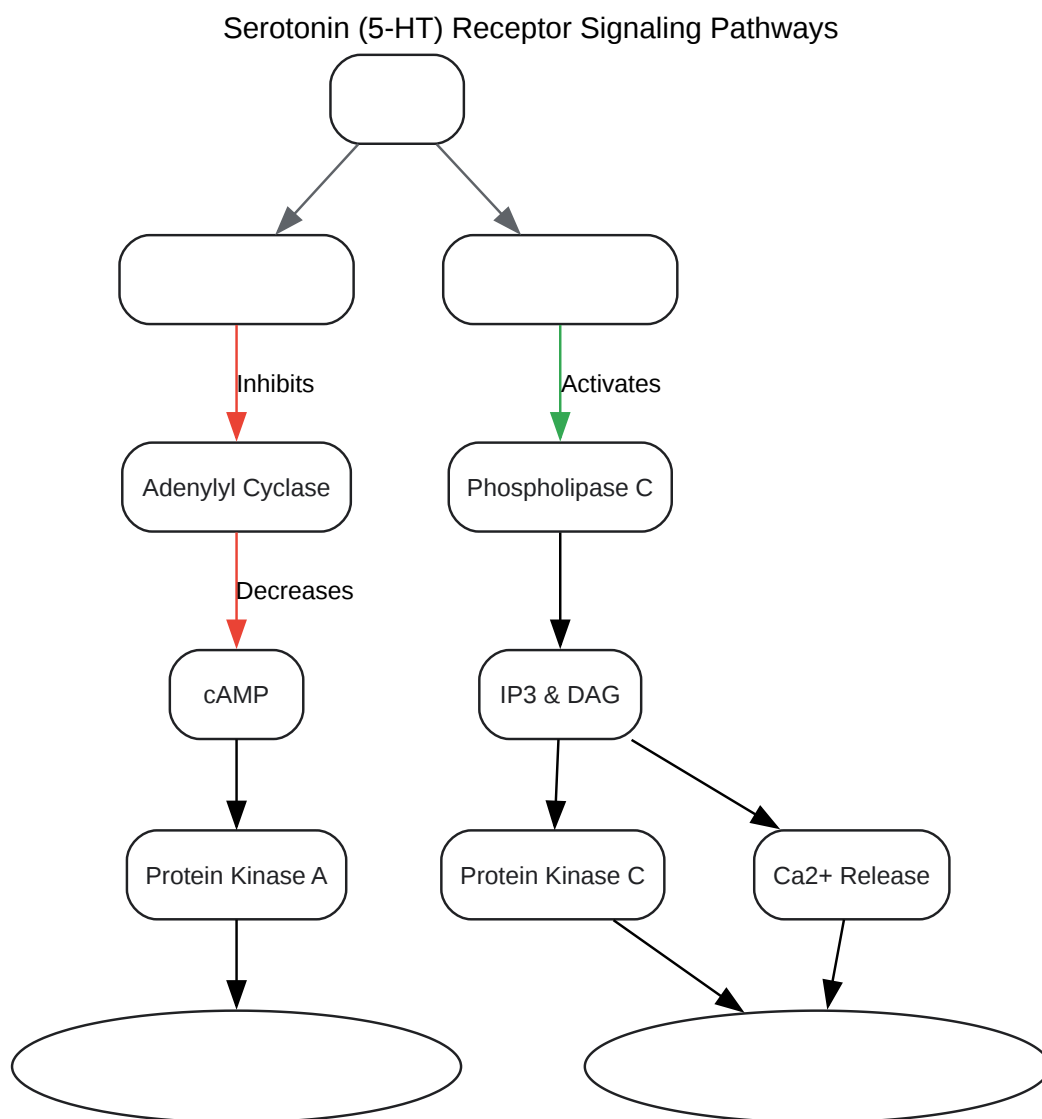 Serotonin (5-HT) Receptor Signaling Pathways
Inhibits
Activates
Adenylyl Cyclase
Phospholipase C
Decreases
cAMP
IP3 & DAG
Protein Kinase A
Protein Kinase C
Ca2+ Release